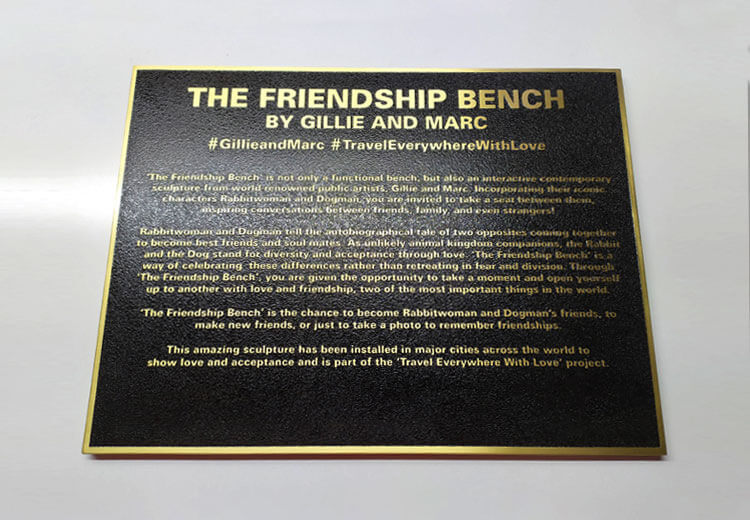 THE FRIENDSHIP BENCH
BY GILLIE AND MARC
#GillieandMarc #TravelEverywhereWithLove
'The Friendship Bench' is not only a functional bench, but also an interactive contemporary
sculpture from world renowned public artists, Gillie and Marc. Incorporating their iconic
characters Rabbitwoman and Dogman, you are invited to take a seat between them,
inspiring conversations between friends, family, and even strangers!
Rabbitwoman and Dogman tell the autobiographical tale of two opposites coming together
to become best friends and soul mates. As unlikely animal kingdom companions, the Rabbit
and the Dog stand for diversity and acceptance through love. 'The Friendship Bench' is a
way of celebrating these differences rather than retreating in fear and division. Through
'The Friendship Bench', you are given the opportunity to take a moment and open yourself
up to another with love and friendship, two of the most important things in the world.
'The Friendship Bench' is the chance to become Rabbitwoman and Dogman's friends, to
make new friends, or just to take a photo to remember friendships.
This amazing sculpture has been installed in major cities across the world to
show love and acceptance and is part of the 'Travel Everywhere With Love' project.